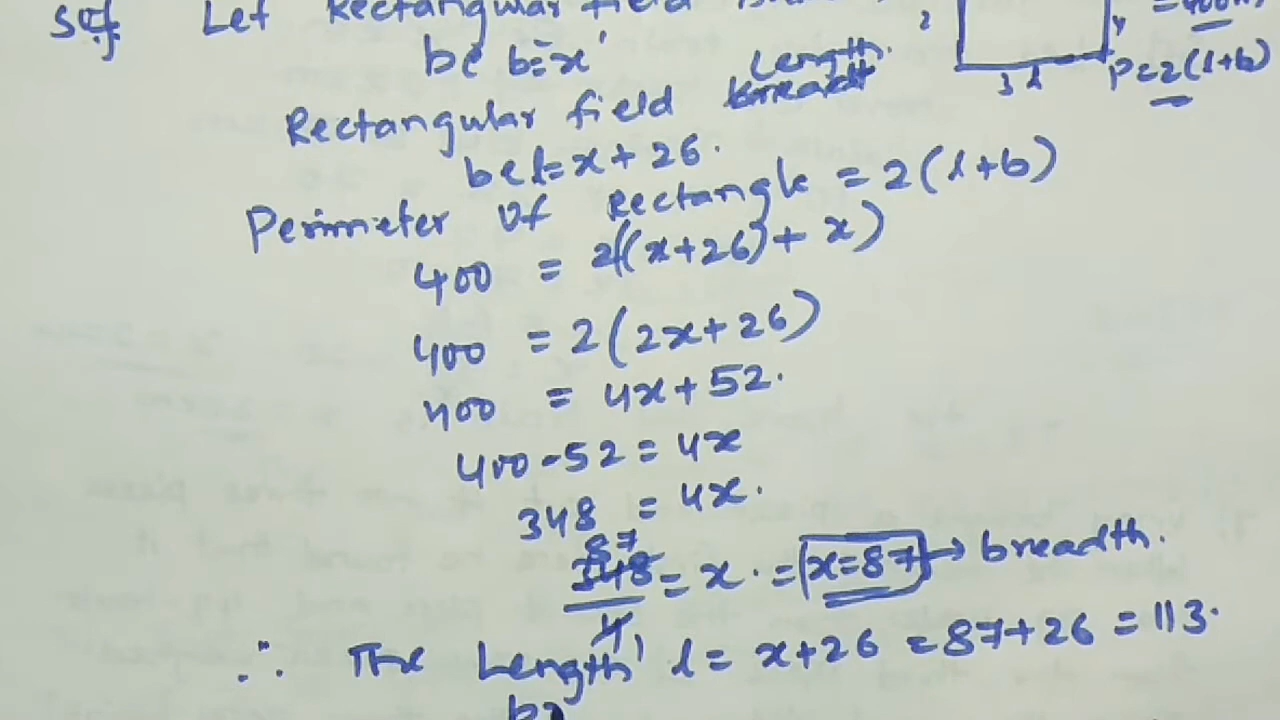 Sol Let Rectangular field
be b=x
= 400m
P=2(l+b)
Rectangular field Length.
be l=x+26.
Perimeter of Rectangle = 2(l+b)
400 = 2((x+26)+x)
400 = 2(2x+26)
400 = 4x+52.
400-52=4x
348 = 4x.
87
348/4 = x. = x=87 → breadth.
∴ The Length l= x+26 =87+26 = 113.